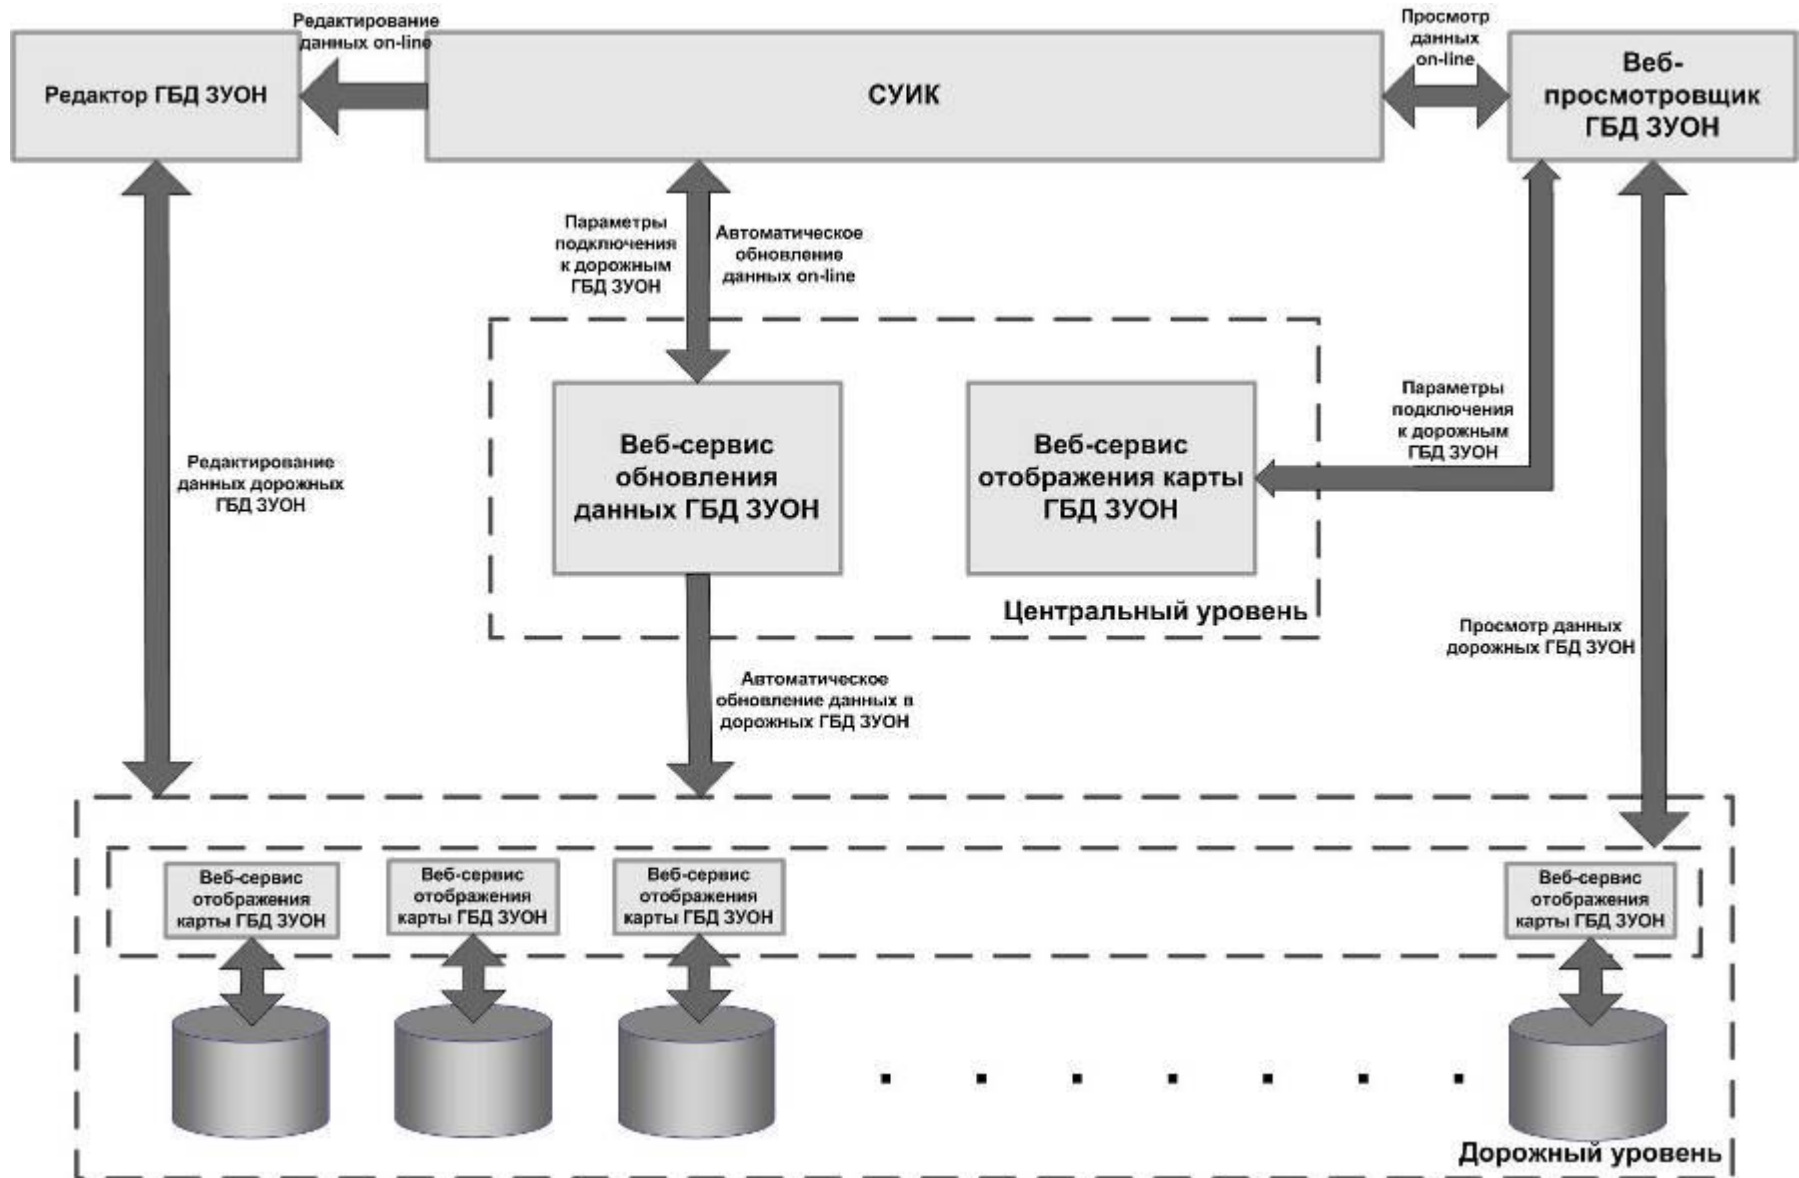 Редактирование
данных on-line
Просмотр
данных
on-line
Редактор ГБД ЗУОН
СУИК
Веб-
просмотровщик
ГБД ЗУОН
Параметры
подключения
к дорожным
ГБД ЗУОН
Автоматическое
обновление
данных on-line
Веб-сервис
обновления
данных ГБД ЗУОН
Веб-сервис
отображения карты
ГБД ЗУОН
Параметры
подключения
к дорожным
ГБД ЗУОН
Редактирование
данных дорожных
ГБД ЗУОН
Центральный уровень
Просмотр данных
дорожных ГБД ЗУОН
Автоматическое
обновление данных в
дорожных ГБД ЗУОН
Веб-сервис
отображения
карты ГБД ЗУОН
Веб-сервис
отображения
карты ГБД ЗУОН
Веб-сервис
отображения
карты ГБД ЗУОН
Веб-сервис
отображения
карты ГБД ЗУОН
Дорожный уровень